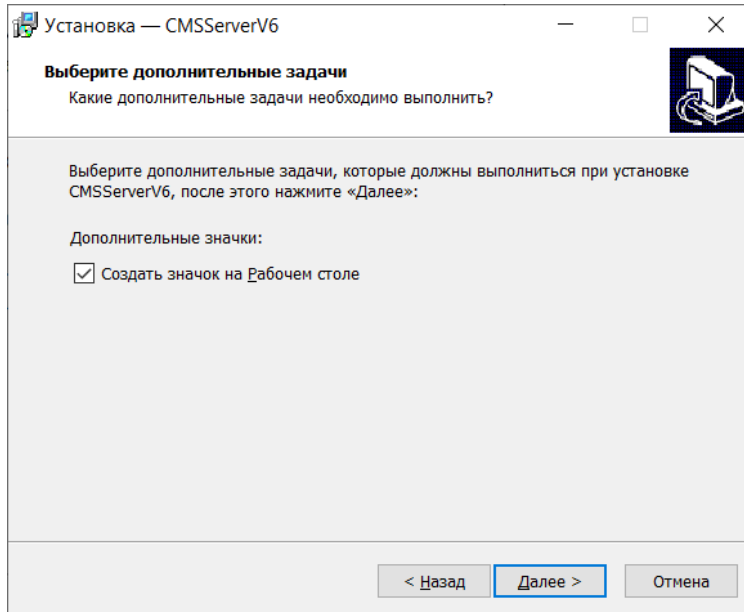 Установка — CMSServerV6
Выберите дополнительные задачи
Какие дополнительные задачи необходимо выполнить?
Выберите дополнительные задачи, которые должны выполниться при установке
CMSServerV6, после этого нажмите «Далее»:
Дополнительные значки:
Создать значок на Рабочем столе
< Назад Далее > Отмена